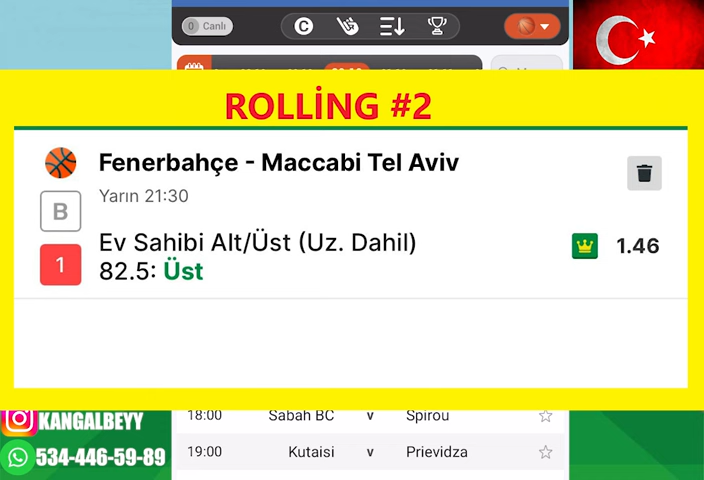 0 Canlı
C
ROLLİNG #2
Fenerbahçe - Maccabi Tel Aviv
Yarın 21:30
B
Ev Sahibi Alt/Üst (Uz. Dahil)
1.46
1
82.5: Üst
18:00 Sabah BC v Spirou
19:00 Kutaisi v Prievidza
KANGALBEYY
534-446-59-89